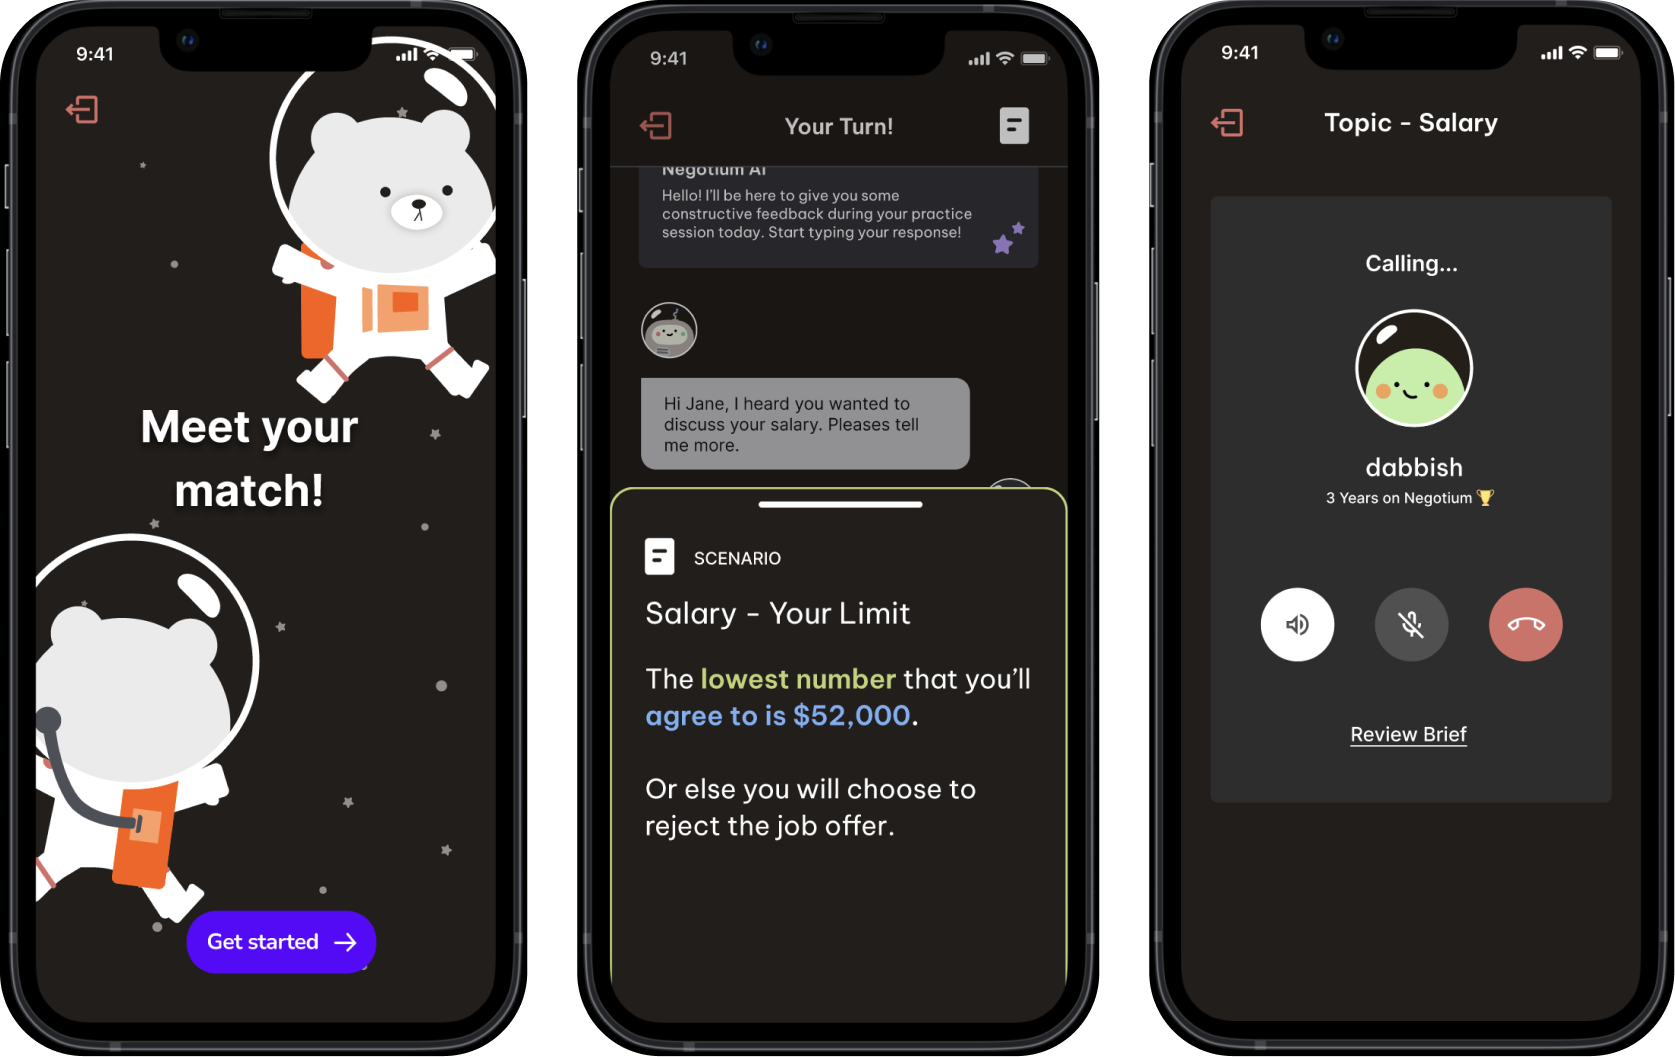 9:41
Meet your
match!
Get started
9:41
Your Turn!
Negotium AI
Hello! I'll be here to give you some
constructive feedback during your practice
session today. Start typing your response!
Hi Jane, I heard you wanted to
discuss your salary. Pleases tell
me more.
SCENARIO
Salary - Your Limit
The lowest number that you'll
agree to is $52,000.
Or else you will choose to
reject the job offer.
9:41
Topic - Salary
Calling...
dabbish
3 Years on Negotium
Review Brief